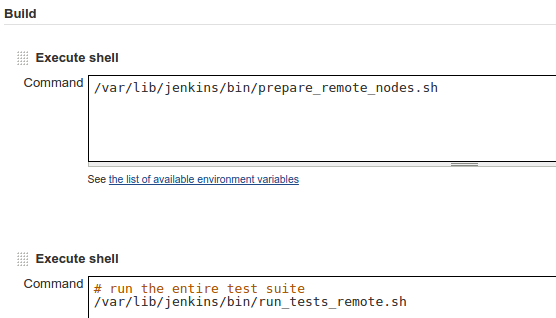 Build
Execute shell
Command
/var/lib/jenkins/bin/prepare_remote_nodes.sh
See the list of available environment variables
Execute shell
Command
# run the entire test suite
/var/lib/jenkins/bin/run_tests_remote.sh